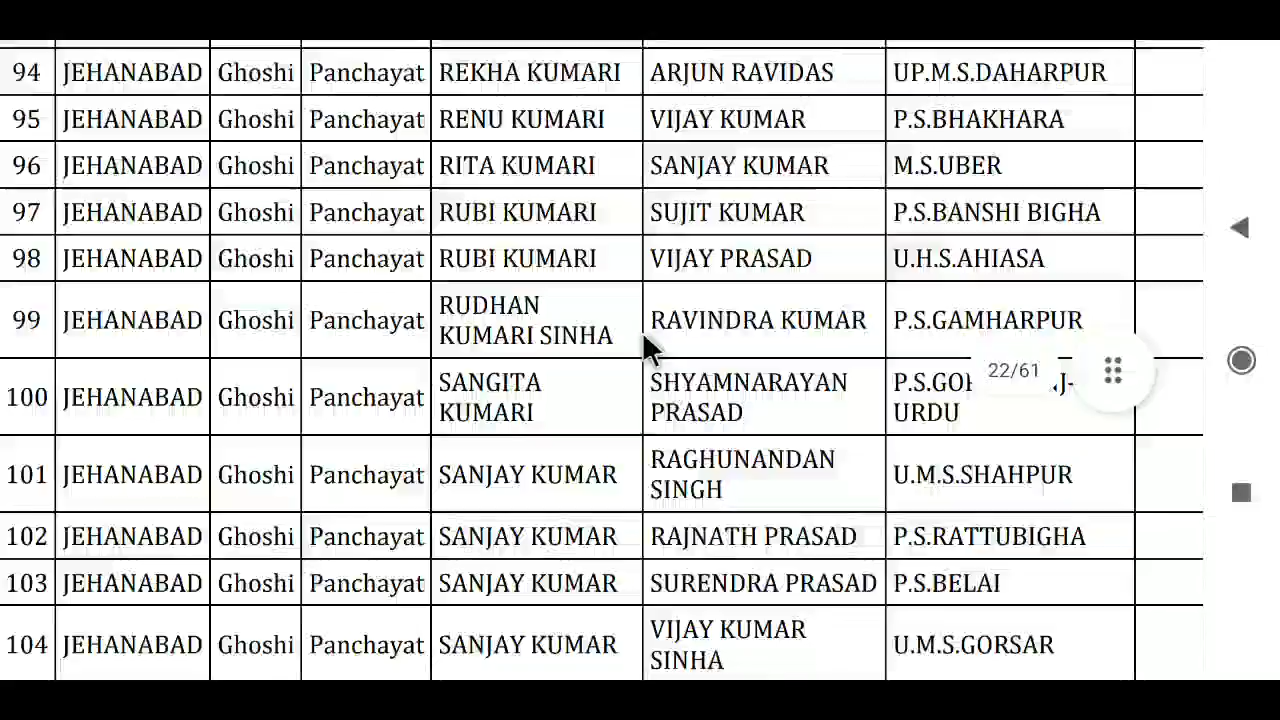 94 JEHANABAD Ghoshi Panchayat REKHA KUMARI ARJUN RAVIDAS UP.M.S.DAHARPUR
95 JEHANABAD Ghoshi Panchayat RENU KUMARI VIJAY KUMAR P.S.BHAKHARA
96 JEHANABAD Ghoshi Panchayat RITA KUMARI SANJAY KUMAR M.S.UBER
97 JEHANABAD Ghoshi Panchayat RUBI KUMARI SUJIT KUMAR P.S.BANSHI BIGHA
98 JEHANABAD Ghoshi Panchayat RUBI KUMARI VIJAY PRASAD U.H.S.AHIASA
99 JEHANABAD Ghoshi Panchayat RUDHAN
KUMARI SINHA RAVINDRA KUMAR P.S.GAMHARPUR
22/61
100 JEHANABAD Ghoshi Panchayat SANGITA
KUMARI SHYAMNARAYAN
PRASAD
URDU
101 JEHANABAD Ghoshi Panchayat SANJAY KUMAR RAGHUNANDAN
SINGH U.M.S.SHAHPUR
102 JEHANABAD Ghoshi Panchayat SANJAY KUMAR RAJNATH PRASAD P.S.RATTUBIGHA
103 JEHANABAD Ghoshi Panchayat SANJAY KUMAR SURENDRA PRASAD P.S.BELAI
104 JEHANABAD Ghoshi Panchayat SANJAY KUMAR VIJAY KUMAR
SINHA U.M.S.GORSAR